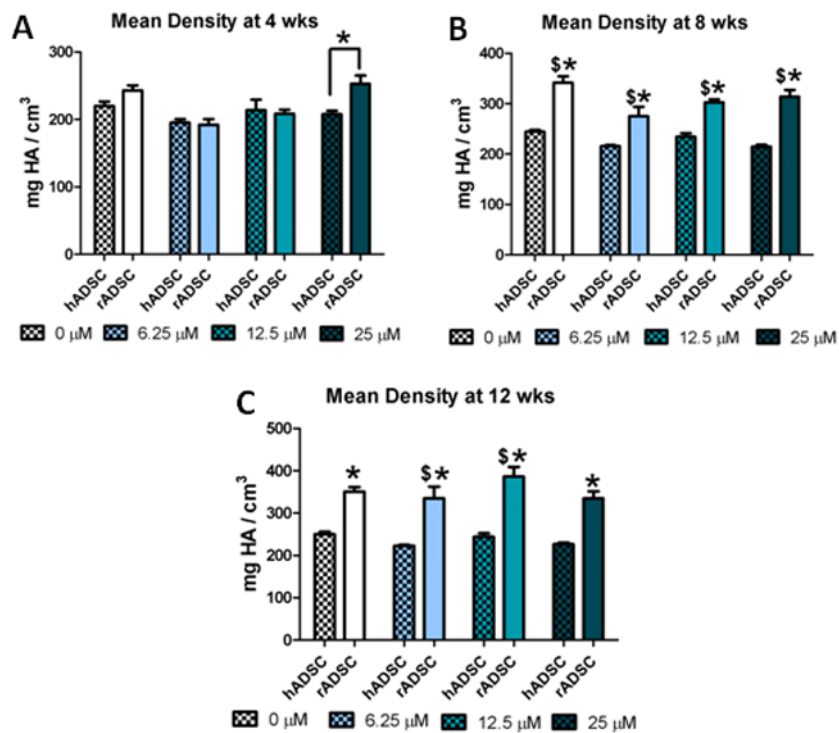 A
Mean Density at 4 wks
mg HA / cm³
300
200
100
0
*
hADSC rADSC hADSC rADSC hADSC rADSC hADSC rADSC
0 µM 6.25 µM 12.5 µM 25 µM
B
Mean Density at 8 wks
mg HA / cm³
400
300
200
100
0
$* $* $* $*
hADSC rADSC hADSC rADSC hADSC rADSC hADSC rADSC
0 µM 6.25 µM 12.5 µM 25 µM
C
Mean Density at 12 wks
mg HA / cm³
500
400
300
200
100
0
* $* $* *
hADSC rADSC hADSC rADSC hADSC rADSC hADSC rADSC
0 µM 6.25 µM 12.5 µM 25 µM